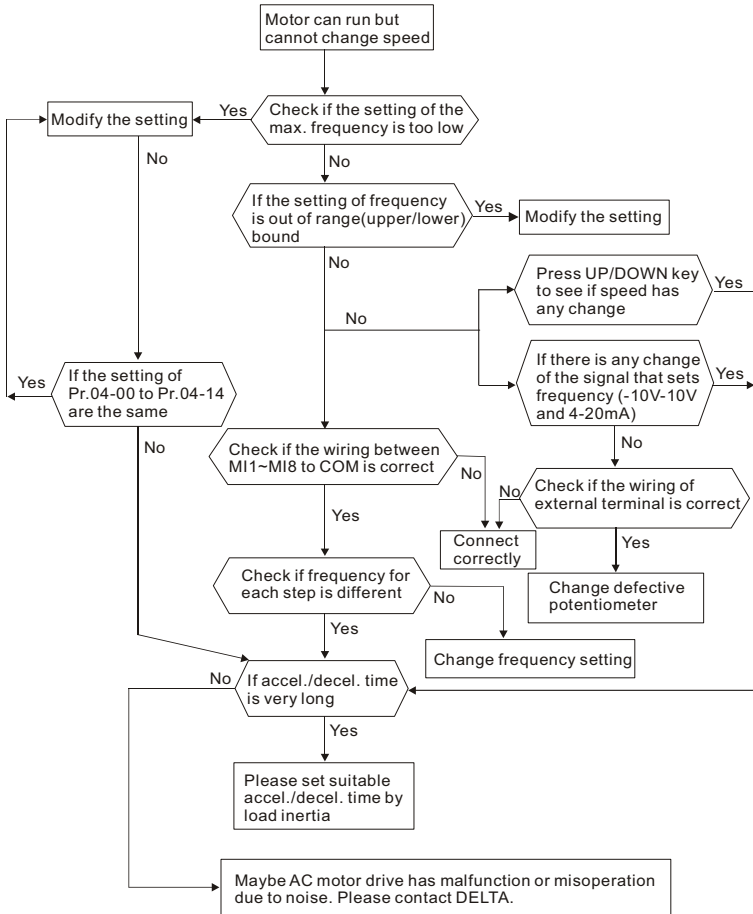 Motor can run but
cannot change speed
Yes
Check if the setting of the
max. frequency is too low
Modify the setting
No
No
If the setting of frequency
is out of range(upper/lower)
bound
Yes
Modify the setting
No
No
Press UP/DOWN key
to see if speed has
any change
Yes
If there is any change
of the signal that sets
frequency (-10V-10V
and 4-20mA)
Yes
Yes
If the setting of
Pr.04-00 to Pr.04-14
are the same
No
No
Check if the wiring between
MI1~MI8 to COM is correct
No
No
Check if the wiring of
external terminal is correct
Yes
Connect
correctly
Yes
Change defective
potentiometer
Check if frequency for
each step is different
No
Yes
Change frequency setting
No
If accel./decel. time
is very long
Yes
Please set suitable
accel./decel. time by
load inertia
Maybe AC motor drive has malfunction or misoperation
due to noise. Please contact DELTA.